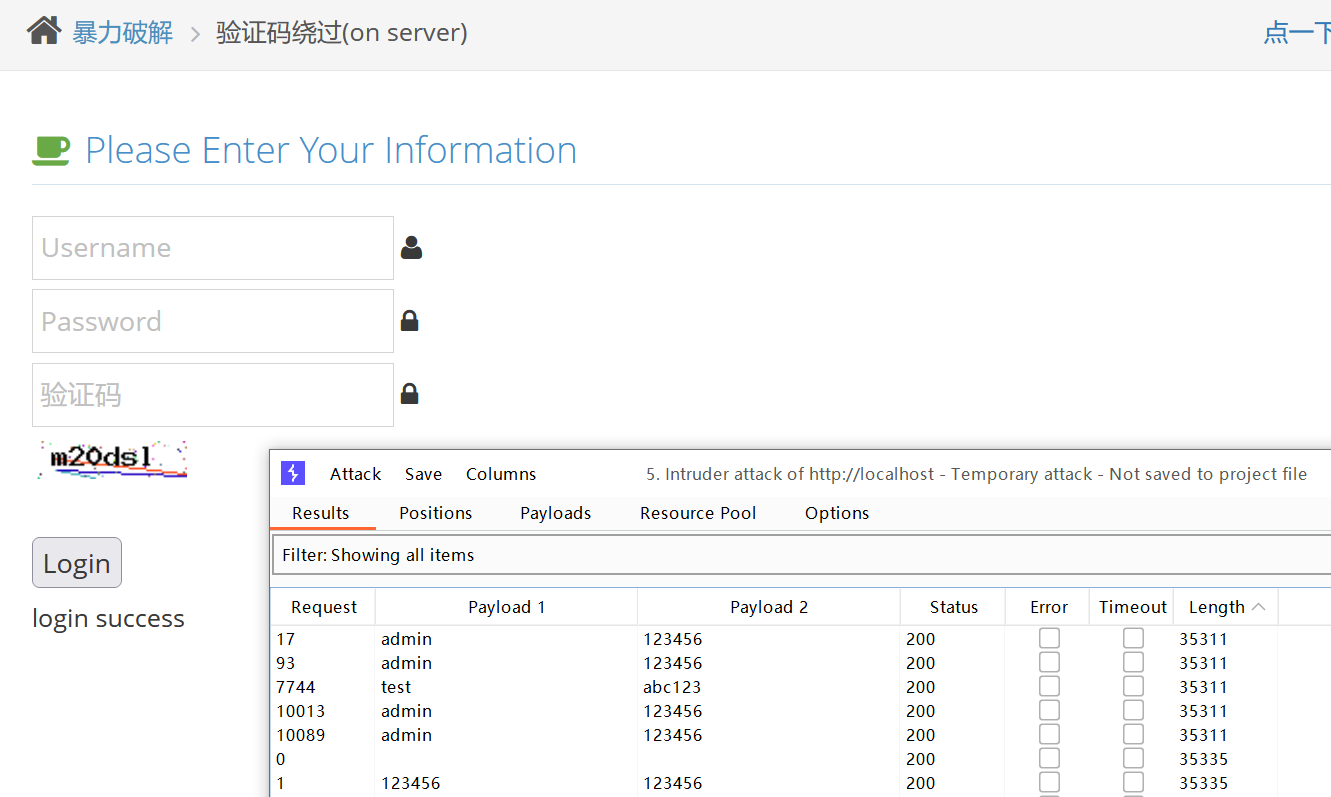 暴力破解 > 验证码绕过(on server)
点一下
Please Enter Your Information
Username
Password
验证码
m20dsl
Login
login success
Attack Save Columns 5. Intruder attack of http://localhost - Temporary attack - Not saved to project file
Results Positions Payloads Resource Pool Options
Filter: Showing all items
Request Payload 1 Payload 2 Status Error Timeout Length
17 admin 123456 200 35311
93 admin 123456 200 35311
7744 test abc123 200 35311
10013 admin 123456 200 35311
10089 admin 123456 200 35311
0 200 35335
1 123456 123456 200 35335